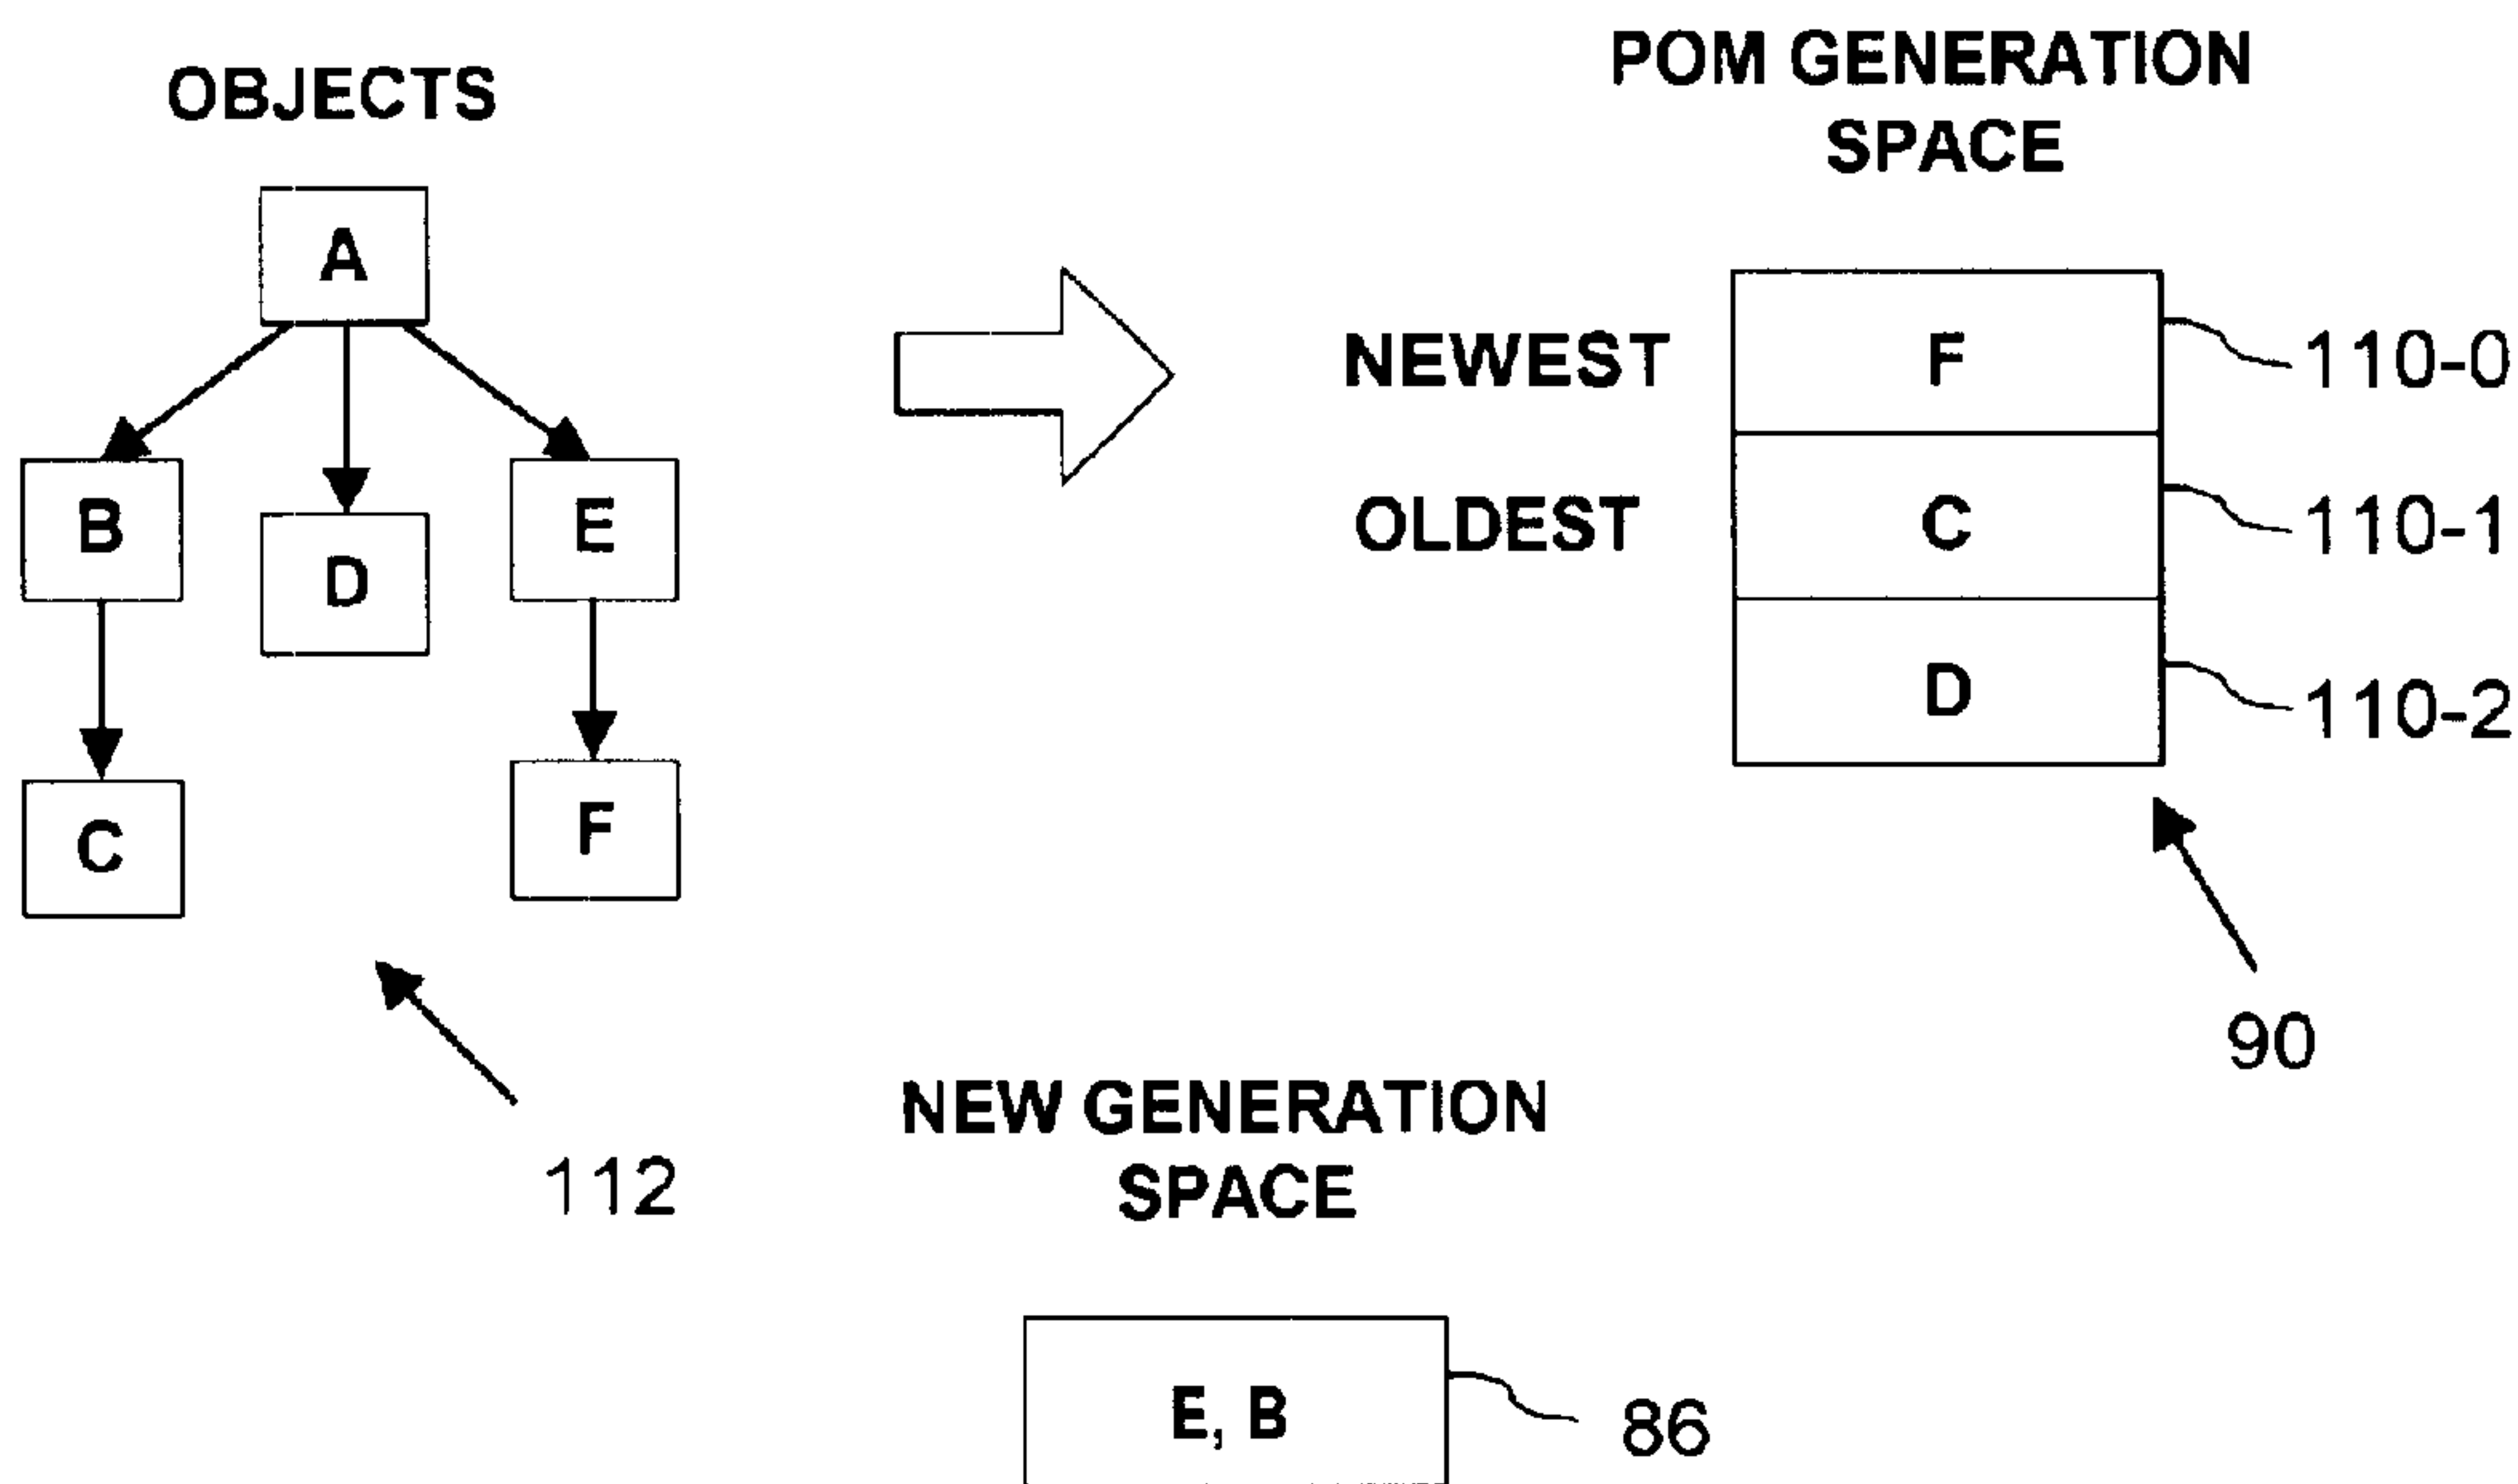 OBJECTS
A
B
D
E
C
F
112
POM GENERATION
SPACE
NEWEST
F
110-0
OLDEST
C
110-1
D
110-2
90
NEW GENERATION
SPACE
E, B
86